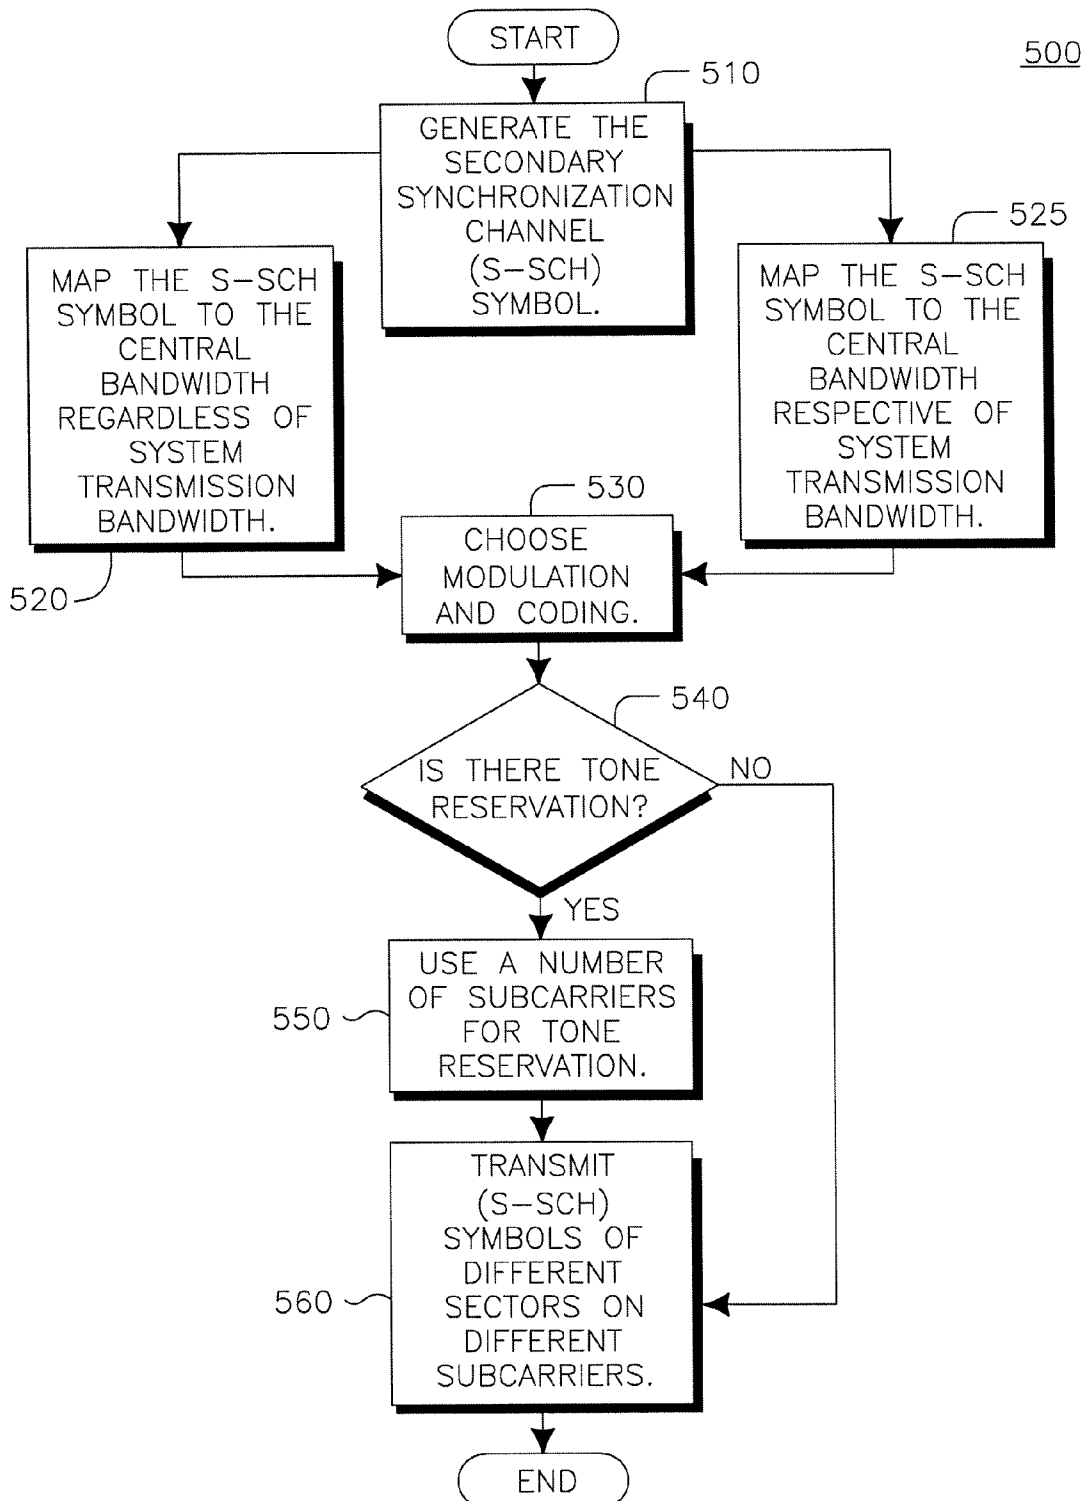 START
500
510
GENERATE THE
SECONDARY
SYNCHRONIZATION
CHANNEL
(S-SCH)
SYMBOL.
520
MAP THE S-SCH
SYMBOL TO THE
CENTRAL
BANDWIDTH
REGARDLESS OF
SYSTEM
TRANSMISSION
BANDWIDTH.
525
MAP THE S-SCH
SYMBOL TO THE
CENTRAL
BANDWIDTH
RESPECTIVE OF
SYSTEM
TRANSMISSION
BANDWIDTH.
530
CHOOSE
MODULATION
AND CODING.
540
IS THERE TONE
RESERVATION?
NO
YES
550
USE A NUMBER
OF SUBCARRIERS
FOR TONE
RESERVATION.
560
TRANSMIT
(S-SCH)
SYMBOLS OF
DIFFERENT
SECTORS ON
DIFFERENT
SUBCARRIERS.
END